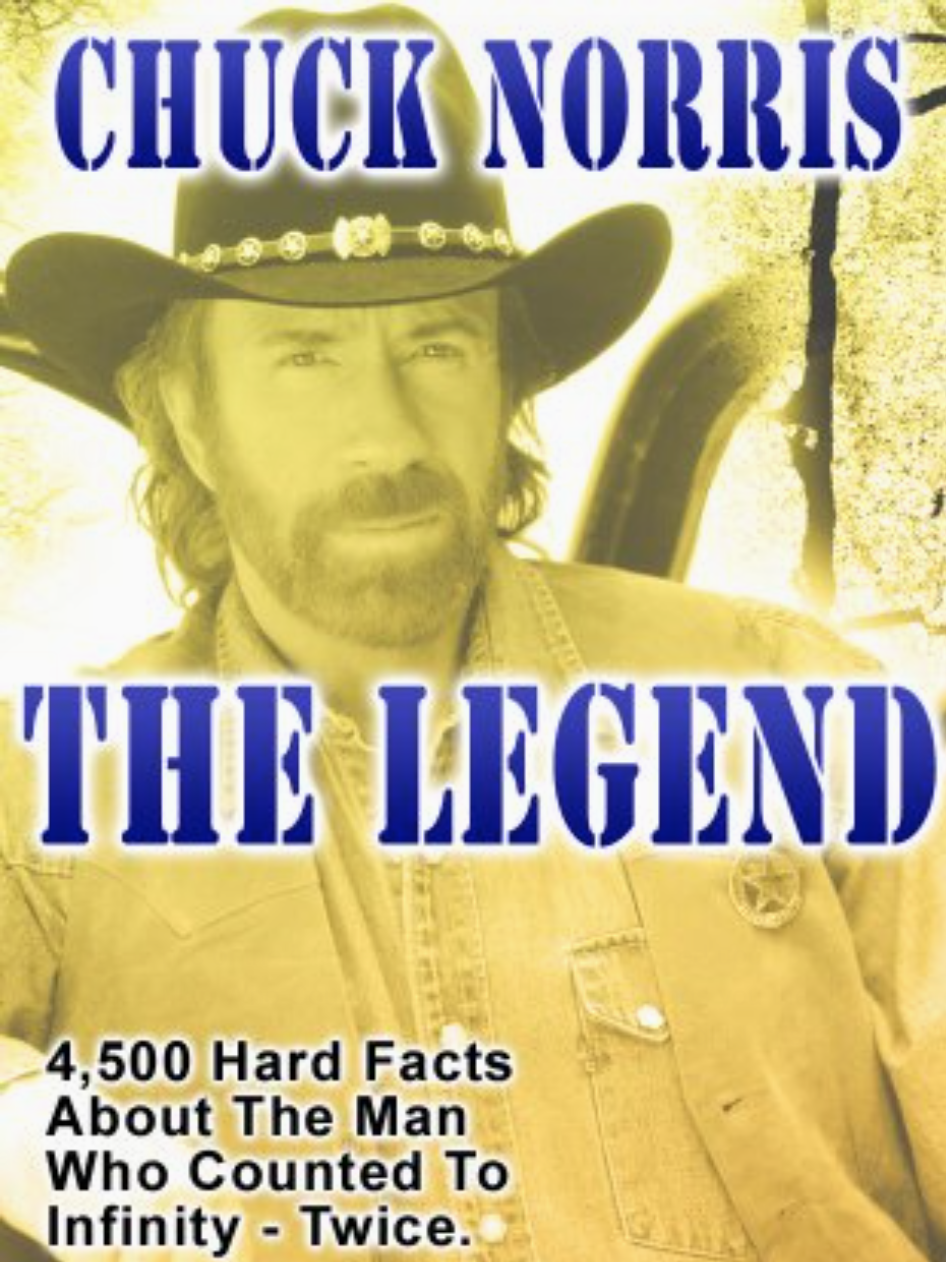 CHUCK NORRIS
THE LEGEND
4,500 Hard Facts
About The Man
Who Counted To
Infinity - Twice.